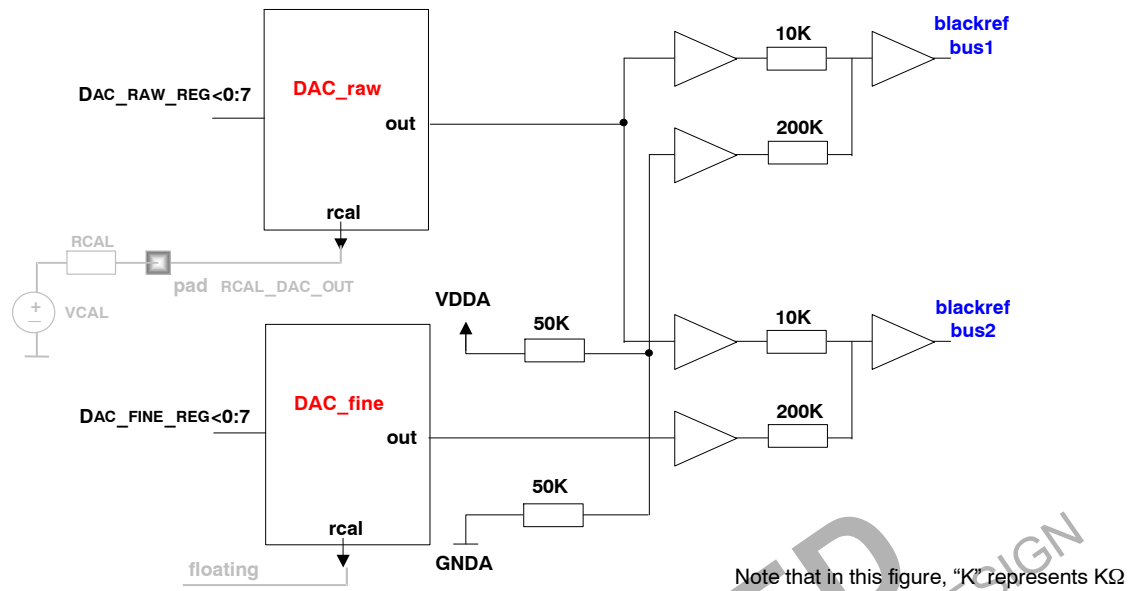 blackref
bus1
10K
DAC_RAW_REG<0:7
DAC_raw
out
200K
rcal
RCAL
pad RCAL_DAC_OUT
VCAL
VDDA
50K
blackref
bus2
10K
DAC_FINE_REG<0:7
DAC_fine
out
200K
50K
rcal
GNDA
floating
Note that in this figure, “K” represents KΩ